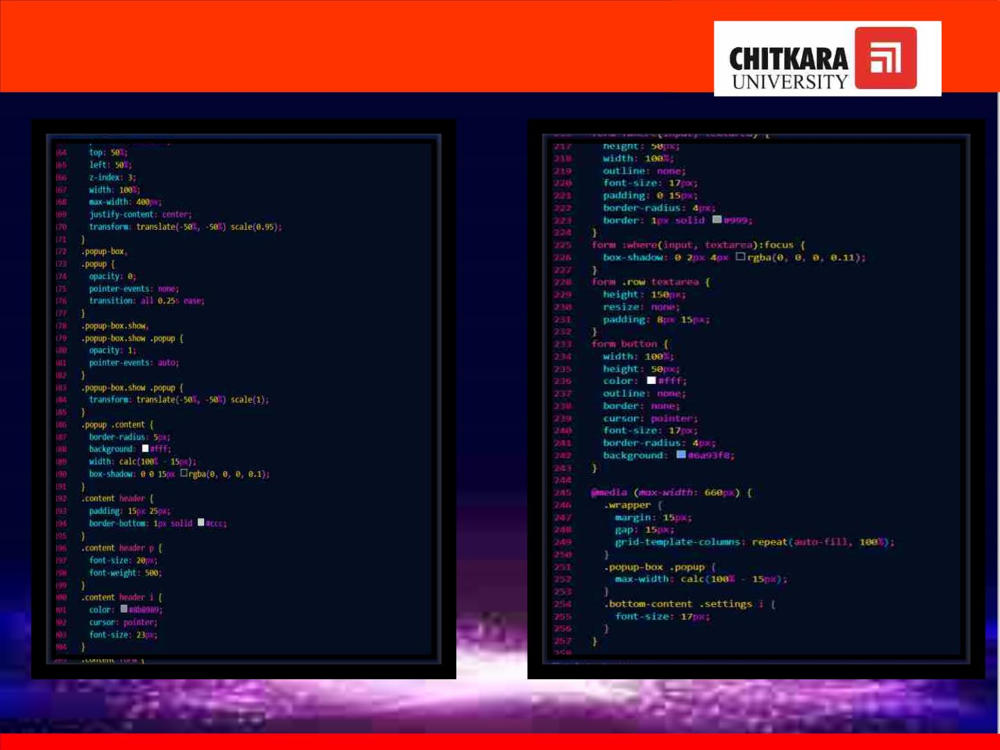 CHITKARA
UNIVERSITY
164 top: 50%;
165 left: 50%;
166 z-index: 3;
167 width: 100%;
168 max-width: 400px;
169 justify-content: center;
170 transform: translate(-50%, -50%) scale(0.95);
171 }
172 .popup-box,
173 .popup {
174 opacity: 0;
175 pointer-events: none;
176 transition: all 0.25s ease;
177 }
178 .popup-box.show,
179 .popup-box.show .popup {
180 opacity: 1;
181 pointer-events: auto;
182 }
183 .popup-box.show .popup {
184 transform: translate(-50%, -50%) scale(1);
185 }
186 .popup .content {
187 border-radius: 5px;
188 background: #fff;
189 width: calc(100% - 15px);
190 box-shadow: 0 0 15px rgba(0, 0, 0, 0.1);
191 }
192 .content header {
193 padding: 15px 25px;
194 border-bottom: 1px solid #ccc;
195 }
196 .content header p {
197 font-size: 20px;
198 font-weight: 500;
199 }
200 .content header i {
201 color: #8b8989;
202 cursor: pointer;
203 font-size: 23px;
204 }
.content form {
form :where(input, textarea) {
217 height: 50px;
218 width: 100%;
219 outline: none;
220 font-size: 17px;
221 padding: 0 15px;
222 border-radius: 4px;
223 border: 1px solid #999;
224 }
225 form :where(input, textarea):focus {
226 box-shadow: 0 2px 4px rgba(0, 0, 0, 0.11);
227 }
228 form .row textarea {
229 height: 150px;
230 resize: none;
231 padding: 8px 15px;
232 }
233 form button {
234 width: 100%;
235 height: 50px;
236 color: #fff;
237 outline: none;
238 border: none;
239 cursor: pointer;
240 font-size: 17px;
241 border-radius: 4px;
242 background: #6a93f8;
243 }
244
245 @media (max-width: 660px) {
246 .wrapper {
247 margin: 15px;
248 gap: 15px;
249 grid-template-columns: repeat(auto-fill, 100%);
250 }
251 .popup-box .popup {
252 max-width: calc(100% - 15px);
253 }
254 .bottom-content .settings i {
255 font-size: 17px;
256 }
257 }
258